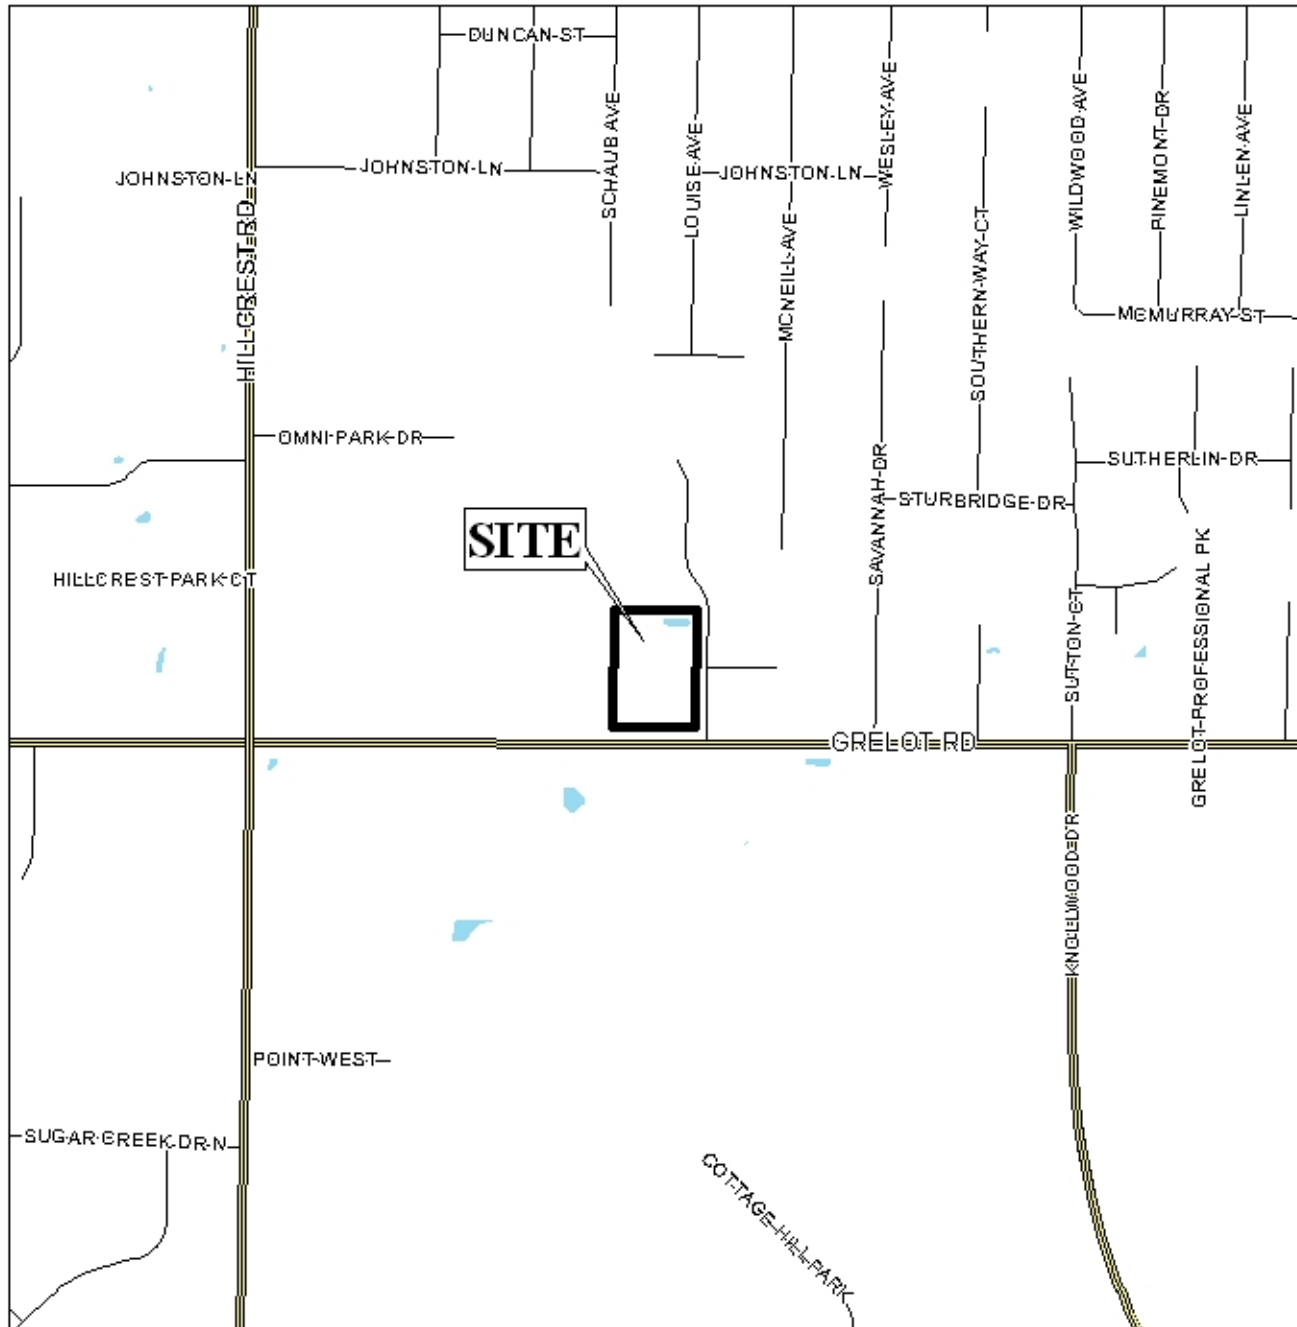 DUNCAN ST
SCHAUB AVE
LOUISE AVE
WESLEY AVE
WILDWOOD AVE
PINEMONT DR
LINLEN AVE
JOHNSTON LN
JOHNSTON LN
JOHNSTON LN
HILLCREST RD
MCNEILL AVE
SOUTHERN WAY CT
MCMURRAY ST
OMNI PARK DR
SAVANNAH DR
SUTHERLIN DR
STURBRIDGE DR
SITE
HILLCREST PARK CT
SUTTON CT
GRELOT PROFESSIONAL PK
GRELOT RD
KNOLLWOOD DR
POINT WEST
SUGAR CREEK DR N
COTTAGE HILL PARK